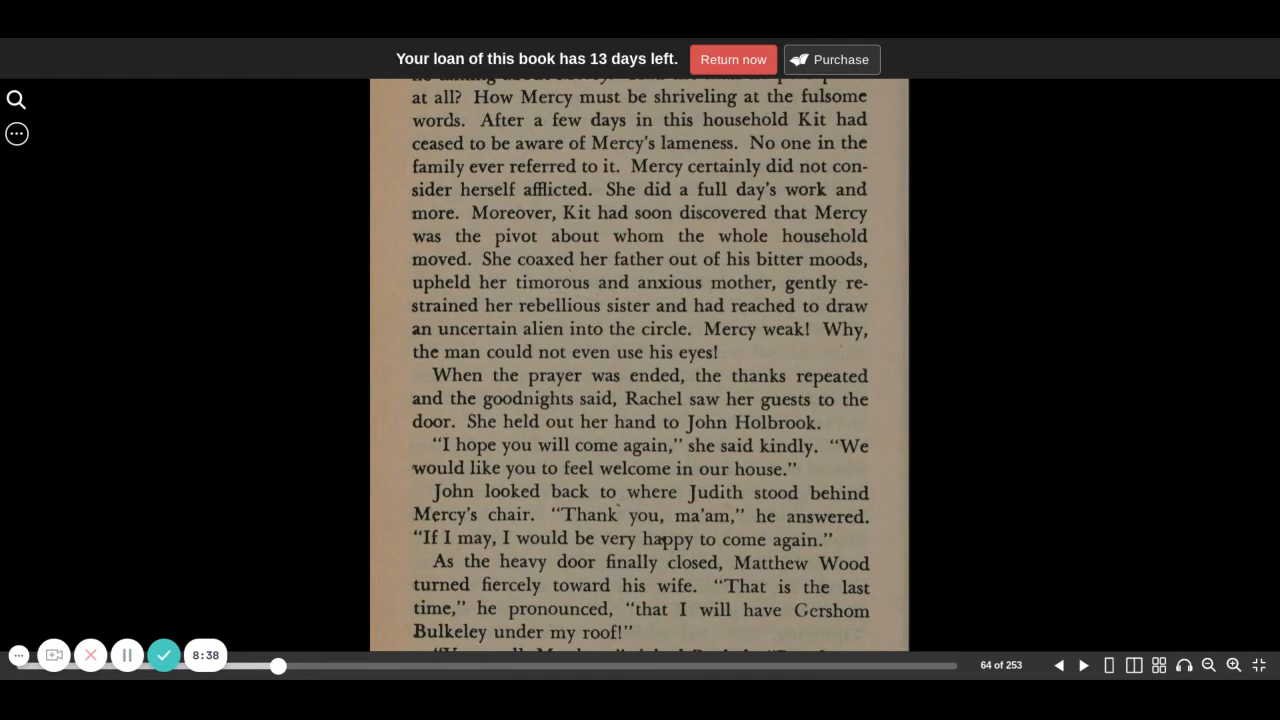 Your loan of this book has 13 days left.
Return now
Purchase
at all? How Mercy must be shriveling at the fulsome
words. After a few days in this household Kit had
ceased to be aware of Mercy's lameness. No one in the
family ever referred to it. Mercy certainly did not con-
sider herself afflicted. She did a full day's work and
more. Moreover, Kit had soon discovered that Mercy
was the pivot about whom the whole household
moved. She coaxed her father out of his bitter moods,
upheld her timorous and anxious mother, gently re-
strained her rebellious sister and had reached to draw
an uncertain alien into the circle. Mercy weak! Why,
the man could not even use his eyes!
When the prayer was ended, the thanks repeated
and the goodnights said, Rachel saw her guests to the
door. She held out her hand to John Holbrook.
"I hope you will come again," she said kindly. "We
would like you to feel welcome in our house."
John looked back to where Judith stood behind
Mercy's chair. "Thank you, ma'am," he answered.
"If I may, I would be very happy to come again."
As the heavy door finally closed, Matthew Wood
turned fiercely toward his wife. "That is the last
time," he pronounced, "that I will have Gershom
Bulkeley under my roof!"
8:38
64 of 253